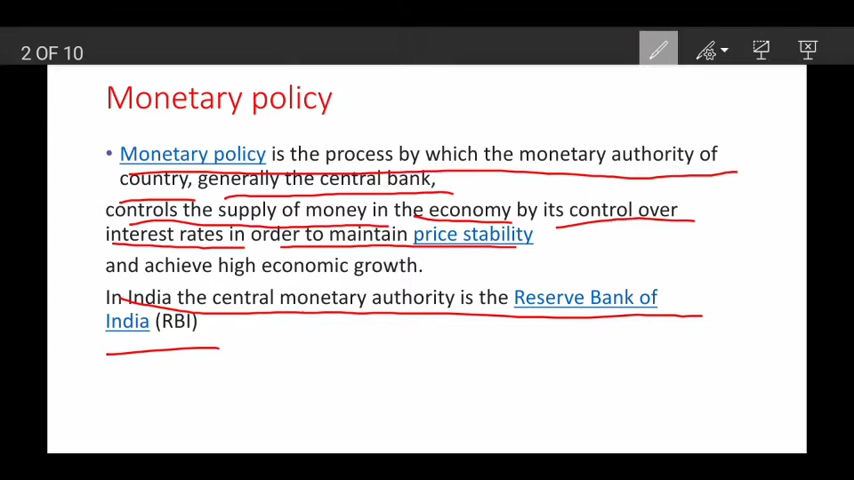 2 OF 10
Monetary policy
• Monetary policy is the process by which the monetary authority of
country, generally the central bank,
controls the supply of money in the economy by its control over
interest rates in order to maintain price stability
and achieve high economic growth.
In India the central monetary authority is the Reserve Bank of
India (RBI)